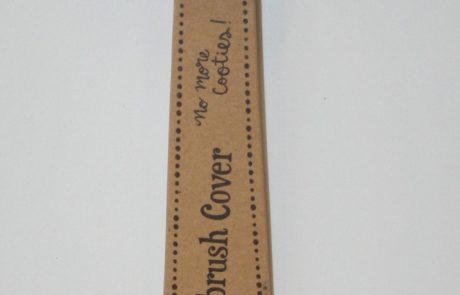 no more
cooties!
brush Cover